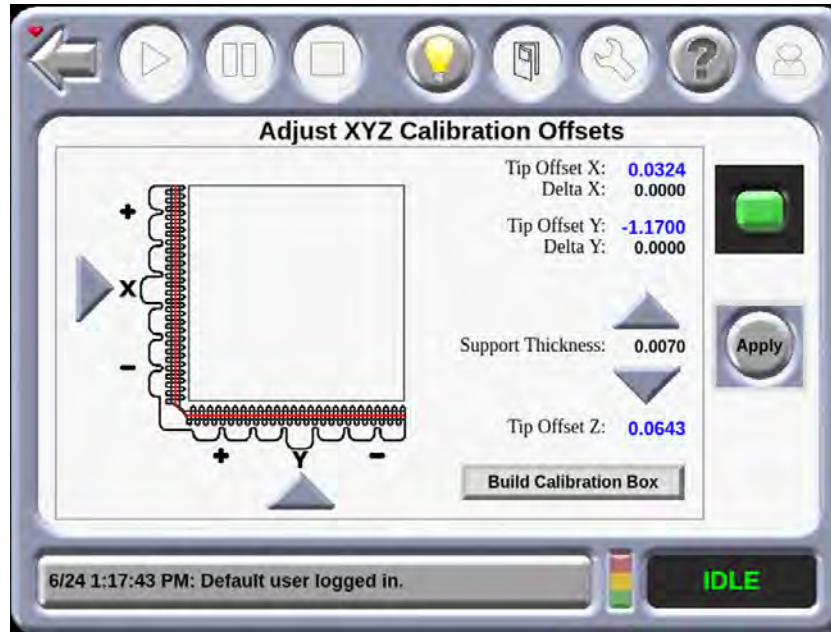 ?
Adjust XYZ Calibration Offsets
Tip Offset X: 0.0324
Delta X: 0.0000
+
Tip Offset Y: -1.1700
Delta Y: 0.0000
X
Support Thickness: 0.0070
Apply
-
Tip Offset Z: 0.0643
+ Y -
Build Calibration Box
6/24 1:17:43 PM: Default user logged in.
IDLE